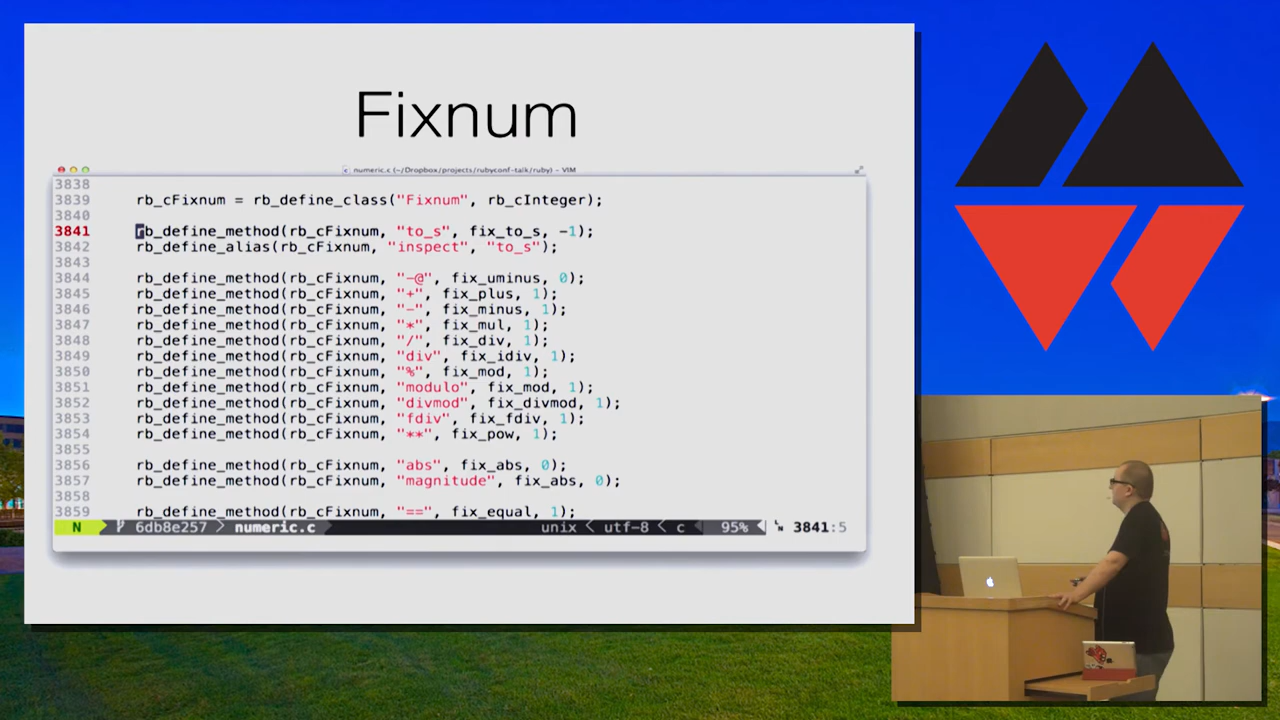 Fixnum
numeric.c (~/Dropbox/projects/rubyconf-talk/ruby) - VIM
3838
3839 rb_cFixnum = rb_define_class("Fixnum", rb_cInteger);
3840
3841 rb_define_method(rb_cFixnum, "to_s", fix_to_s, -1);
3842 rb_define_alias(rb_cFixnum, "inspect", "to_s");
3843
3844 rb_define_method(rb_cFixnum, "-@", fix_uminus, 0);
3845 rb_define_method(rb_cFixnum, "+", fix_plus, 1);
3846 rb_define_method(rb_cFixnum, "-", fix_minus, 1);
3847 rb_define_method(rb_cFixnum, "*", fix_mul, 1);
3848 rb_define_method(rb_cFixnum, "/", fix_div, 1);
3849 rb_define_method(rb_cFixnum, "div", fix_idiv, 1);
3850 rb_define_method(rb_cFixnum, "%", fix_mod, 1);
3851 rb_define_method(rb_cFixnum, "modulo", fix_mod, 1);
3852 rb_define_method(rb_cFixnum, "divmod", fix_divmod, 1);
3853 rb_define_method(rb_cFixnum, "fdiv", fix_fdiv, 1);
3854 rb_define_method(rb_cFixnum, "**", fix_pow, 1);
3855
3856 rb_define_method(rb_cFixnum, "abs", fix_abs, 0);
3857 rb_define_method(rb_cFixnum, "magnitude", fix_abs, 0);
3858
3859 rb_define_method(rb_cFixnum, "==", fix_equal, 1);
N 6db8e257 > numeric.c unix < utf-8 < c 95% 3841:5